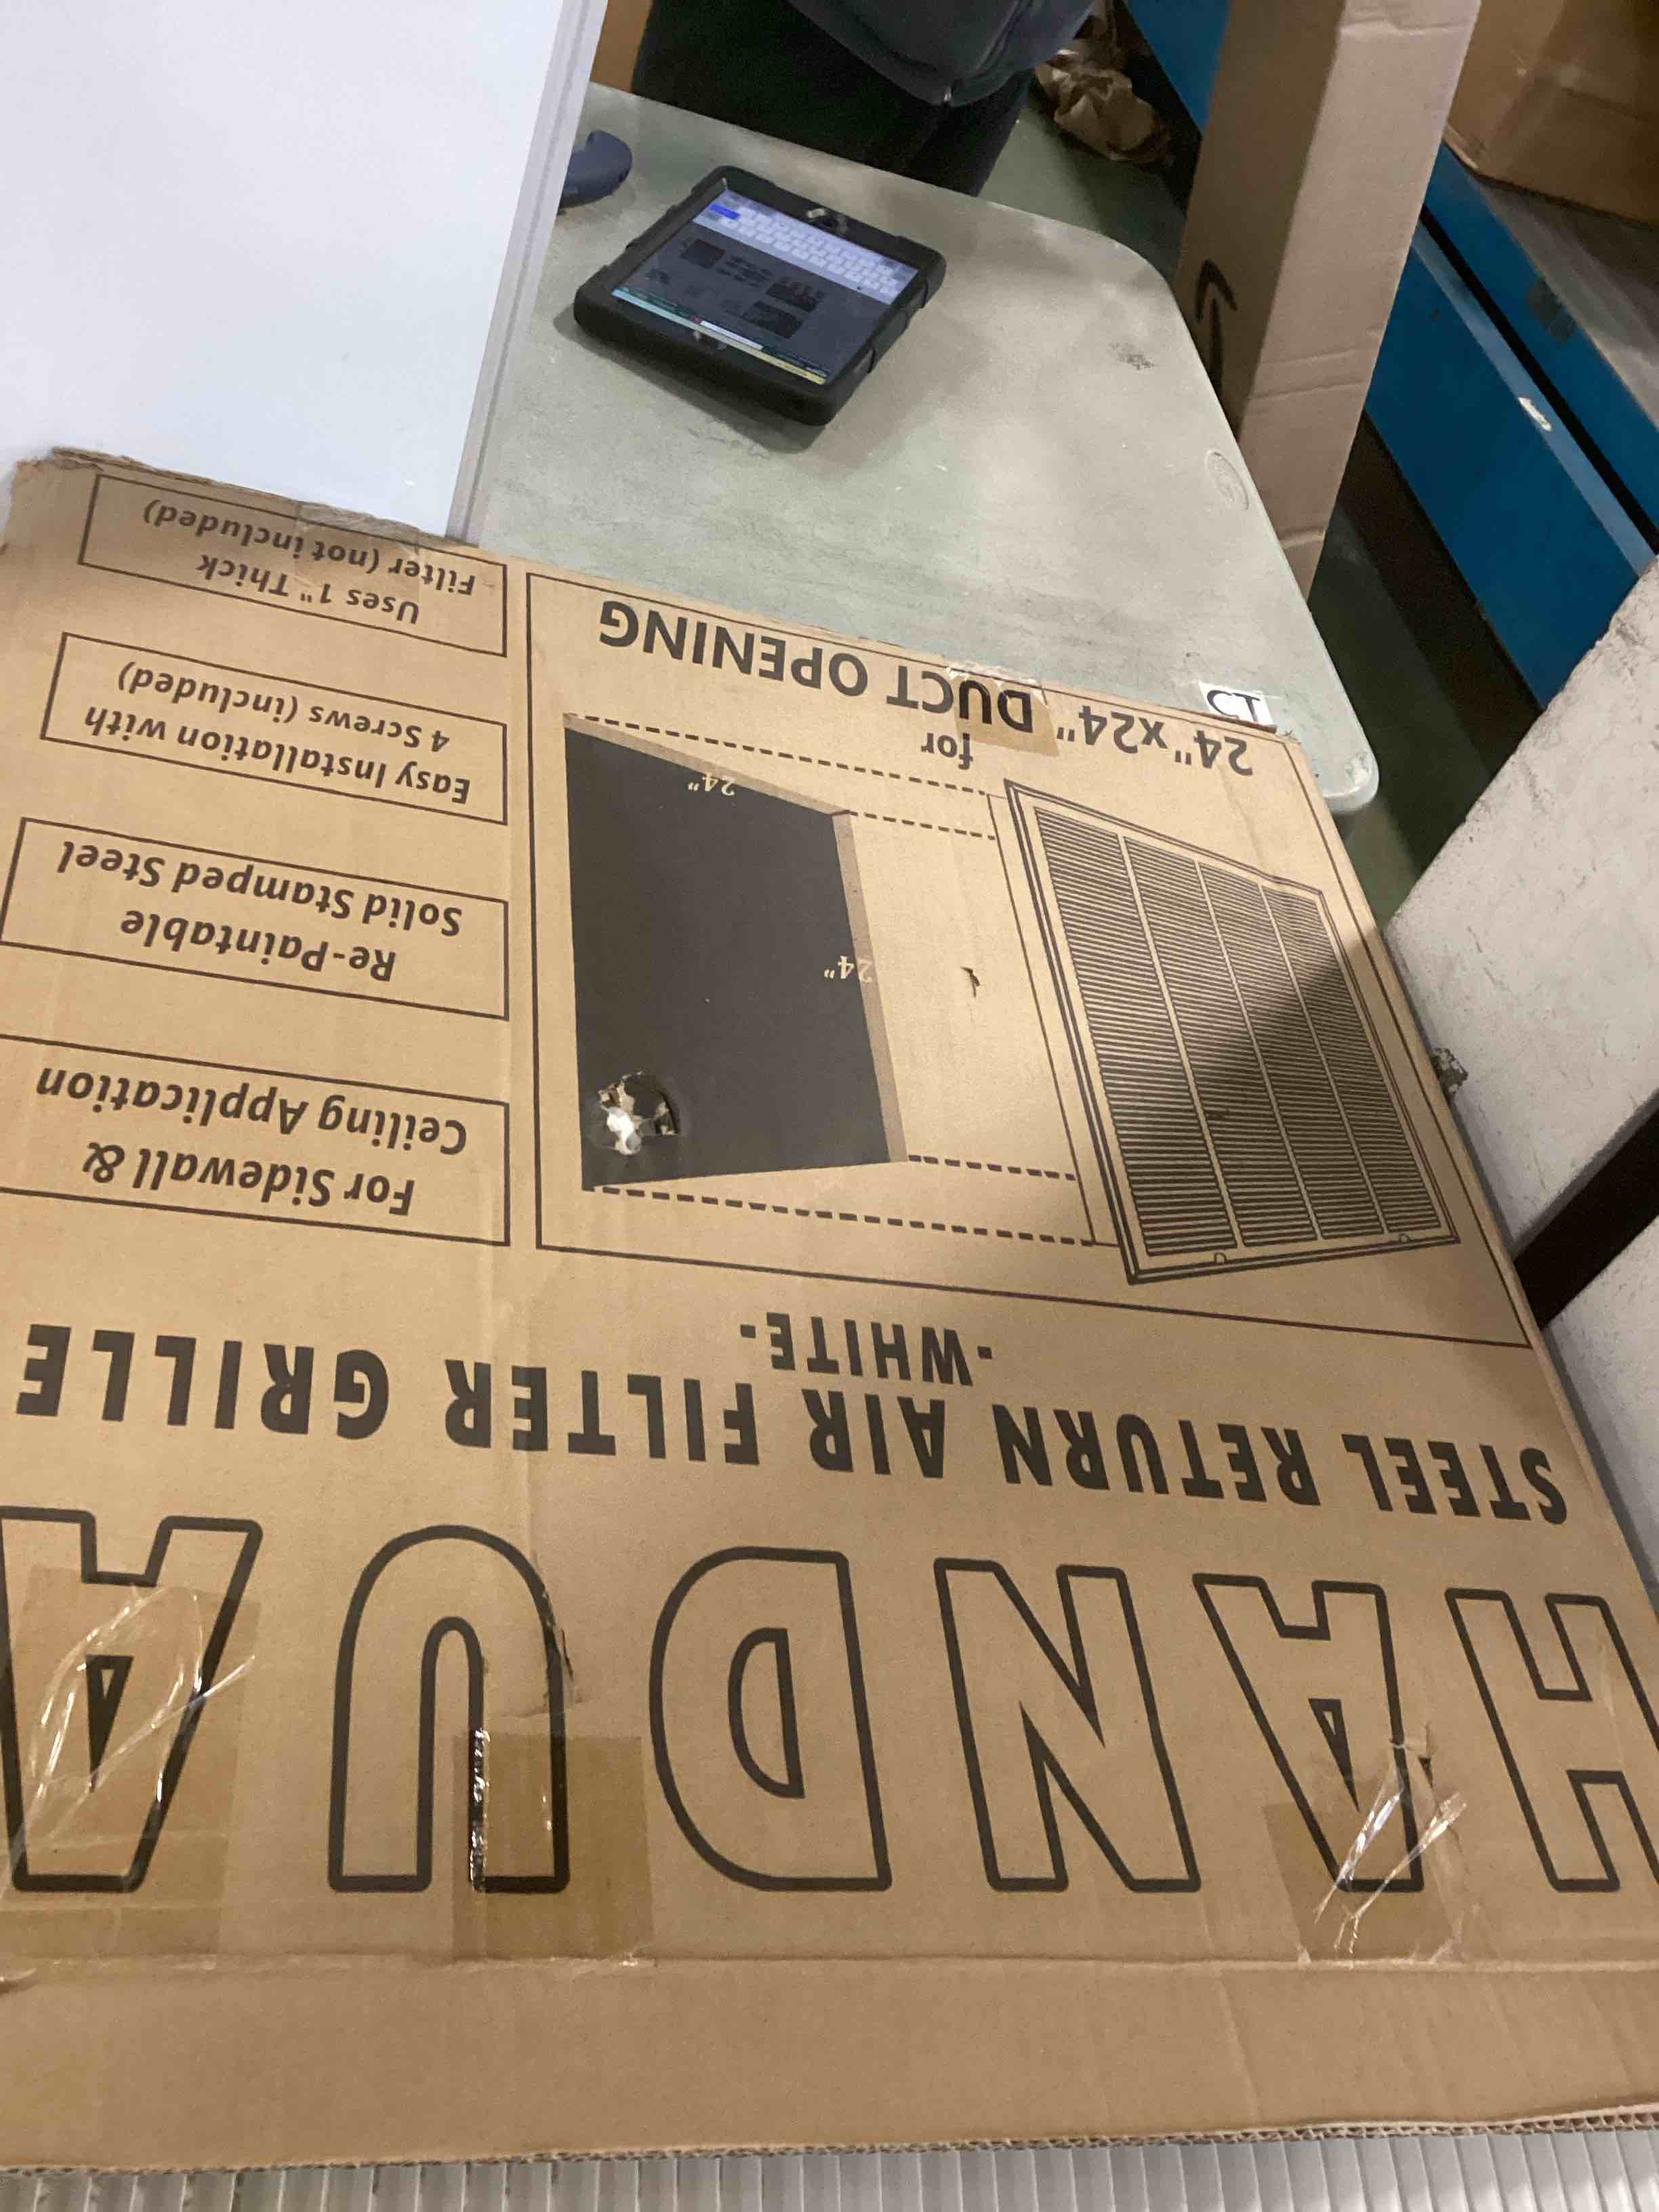 HANDUA
STEEL RETURN AIR FILTER GRILLE
-WHITE-
For Sidewall &
Ceiling Application
Re-Paintable
Solid Stamped Steel
Easy Installation with
4 Screws (included)
Uses 1" Thick
Filter (not included)
24"
24"
for
24"x24" DUCT OPENING
CT